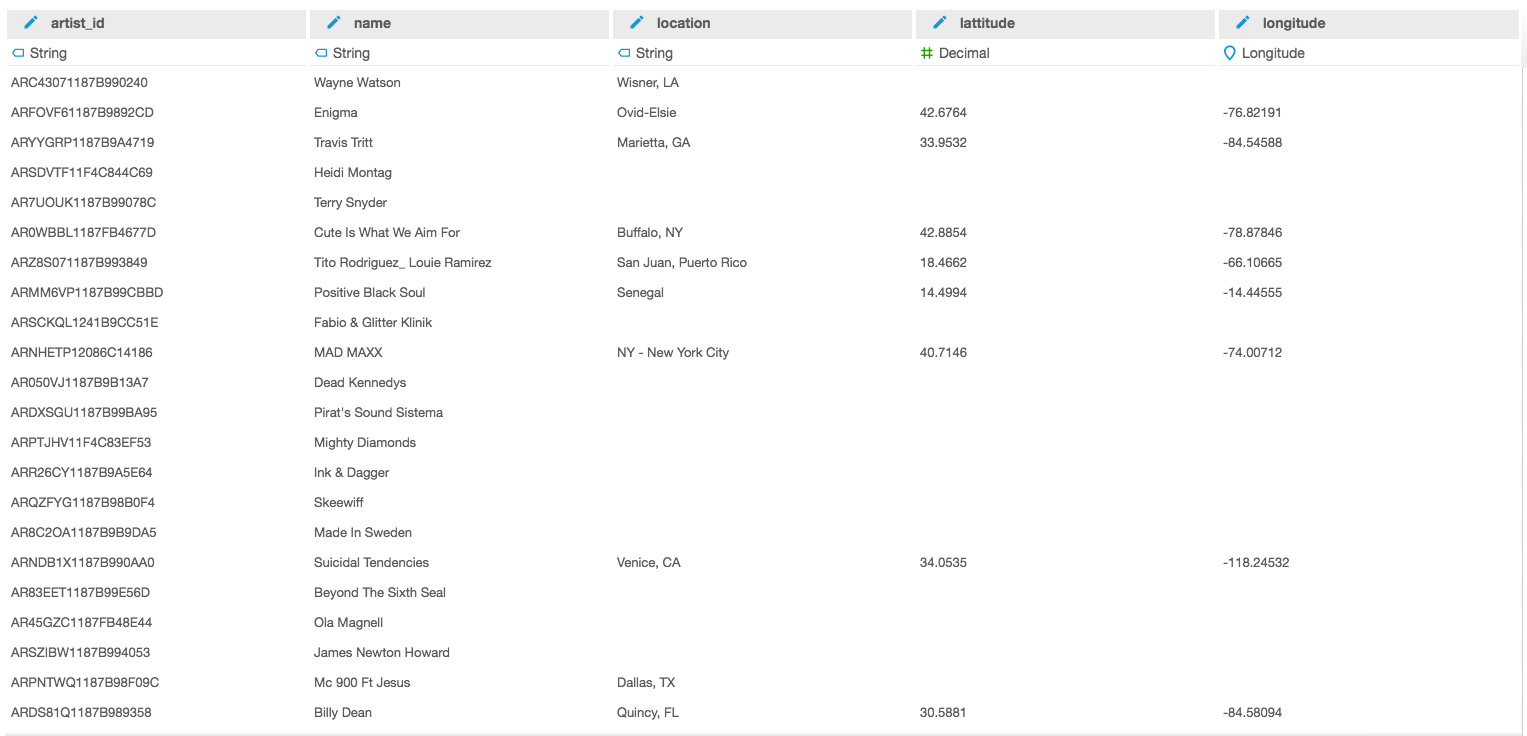 artist_id name location lattitude longitude
String String String Decimal Longitude
ARC43071187B990240 Wayne Watson Wisner, LA
ARFOVF61187B9892CD Enigma Ovid-Elsie 42.6764 -76.82191
ARYYGRP1187B9A4719 Travis Tritt Marietta, GA 33.9532 -84.54588
ARSDVTF11F4C844C69 Heidi Montag
AR7UOUK1187B99078C Terry Snyder
AR0WBBL1187FB4677D Cute Is What We Aim For Buffalo, NY 42.8854 -78.87846
ARZ8S071187B993849 Tito Rodriguez_ Louie Ramirez San Juan, Puerto Rico 18.4662 -66.10665
ARMM6VP1187B99CBBD Positive Black Soul Senegal 14.4994 -14.44555
ARSCKQL1241B9CC51E Fabio & Glitter Klinik
ARNHETP12086C14186 MAD MAXX NY - New York City 40.7146 -74.00712
AR050VJ1187B9B13A7 Dead Kennedys
ARDXSGU1187B99BA95 Pirat's Sound Sistema
ARPTJHV11F4C83EF53 Mighty Diamonds
ARR26CY1187B9A5E64 Ink & Dagger
ARQZFYG1187B98B0F4 Skeewiff
AR8C2OA1187B9B9DA5 Made In Sweden
ARNDB1X1187B990AA0 Suicidal Tendencies Venice, CA 34.0535 -118.24532
AR83EET1187B99E56D Beyond The Sixth Seal
AR45GZC1187FB48E44 Ola Magnell
ARSZIBW1187B994053 James Newton Howard
ARPNTWQ1187B98F09C Mc 900 Ft Jesus Dallas, TX
ARDS81Q1187B989358 Billy Dean Quincy, FL 30.5881 -84.58094